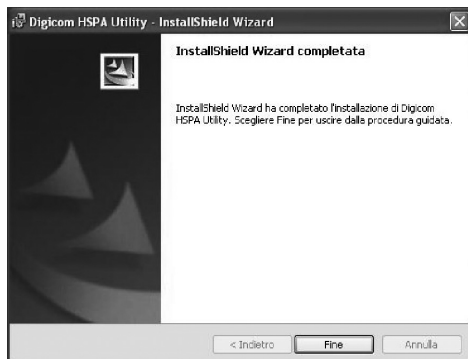 Digicom HSPA Utility - InstallShield Wizard
InstallShield Wizard completata
InstallShield Wizard ha completato l'installazione di Digicom
HSPA Utility. Scegliere Fine per uscire dalla procedura guidata.
< Indietro Fine Annulla